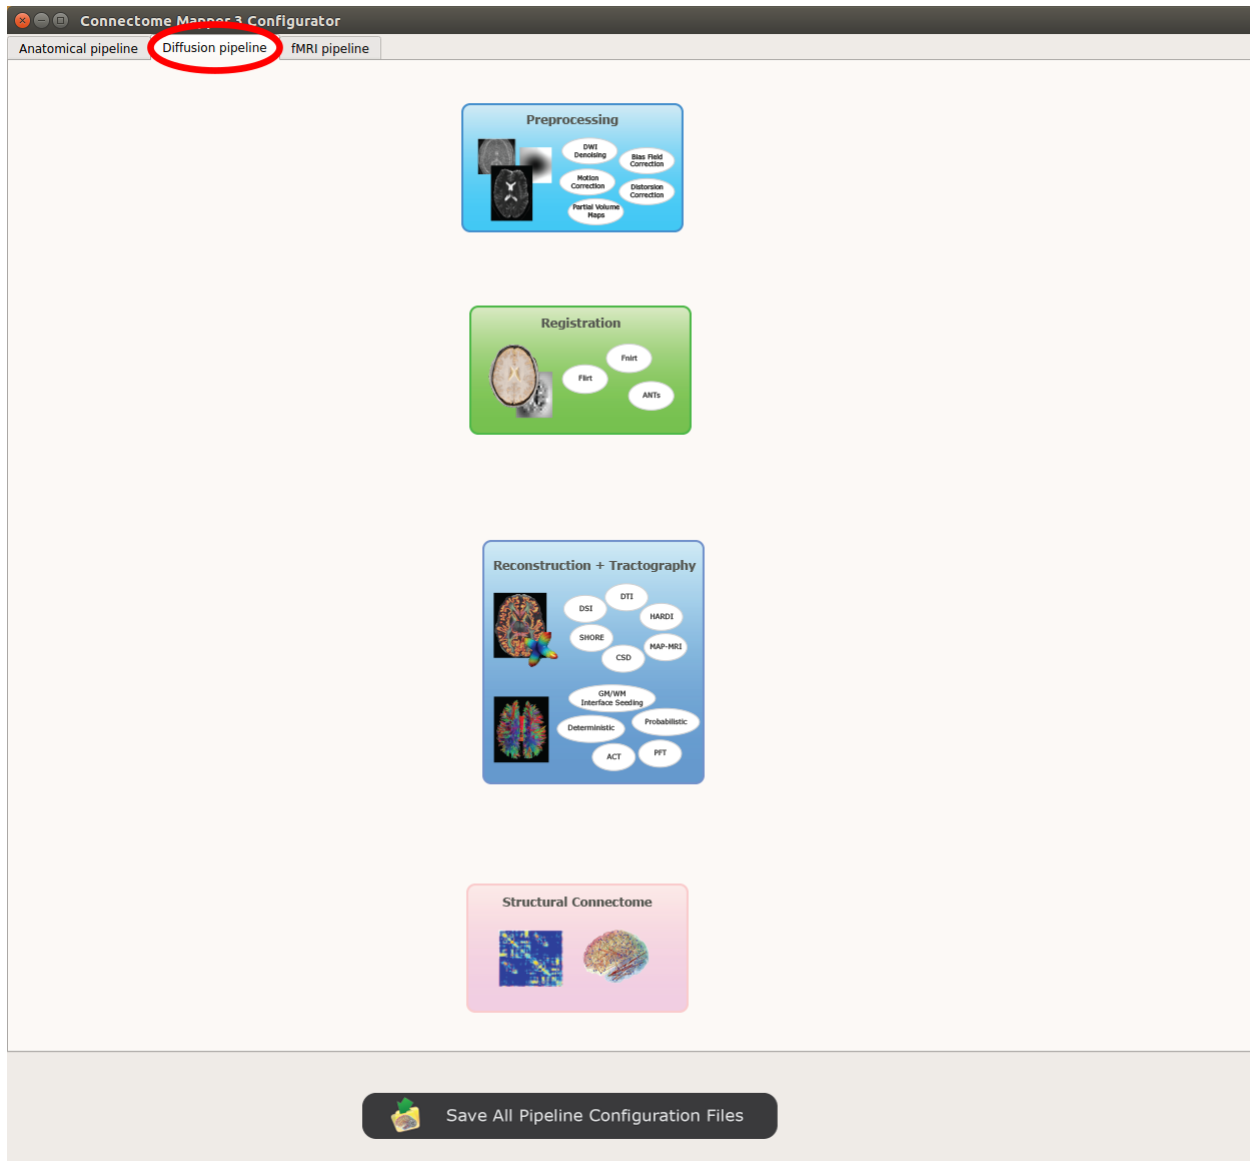 Connectome Mapper 3 Configurator
Anatomical pipeline
Diffusion pipeline
fMRI pipeline
Preprocessing
DWI
Denoising
Bias Field
Correction
Motion
Correction
Distorsion
Correction
Partial Volume
Maps
Registration
Fnirt
Flirt
ANTs
Reconstruction + Tractography
DTI
DSI
HARDI
SHORE
MAP-MRI
CSD
GM/WM
Interface Seeding
Probabilistic
Deterministic
PFT
ACT
Structural Connectome
Save All Pipeline Configuration Files